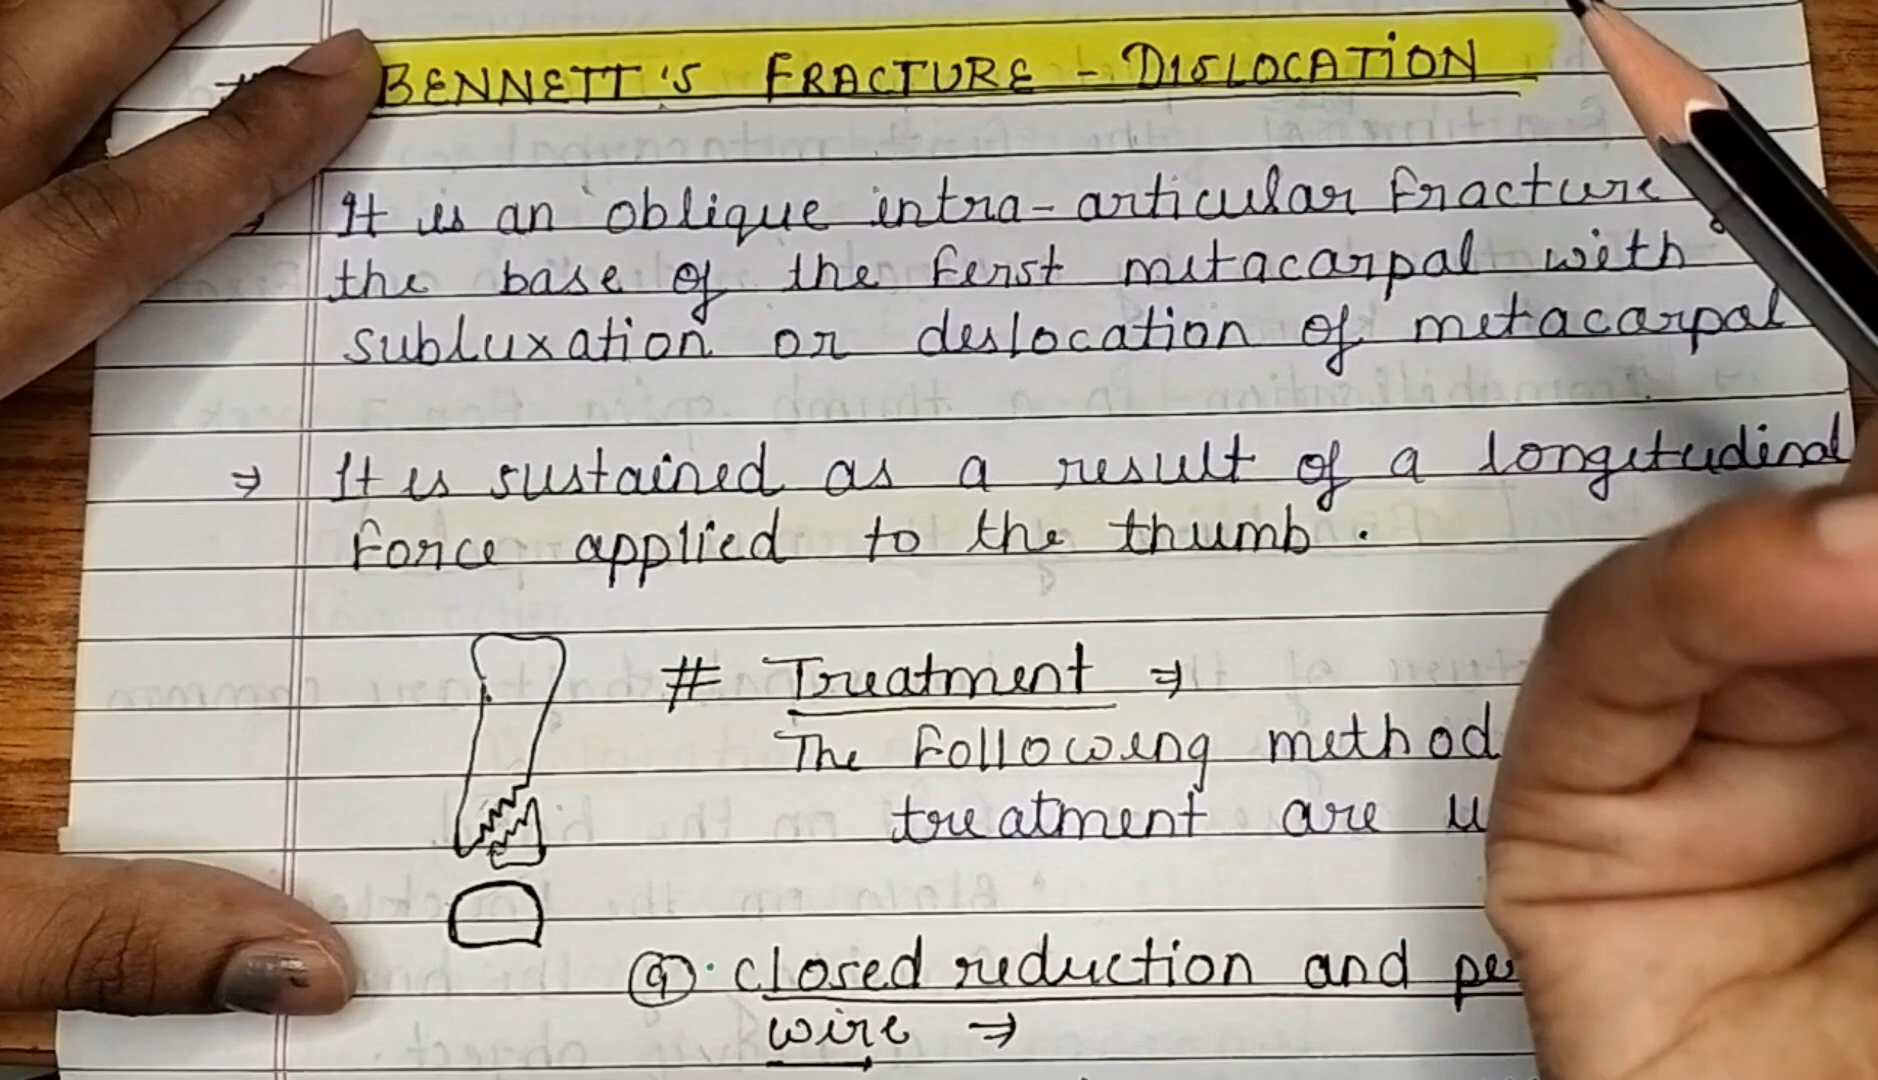 BENNETT'S FRACTURE - DISLOCATION
It is an oblique intra-articular fracture
the base of the first metacarpal with
subluxation or dislocation of metacarpal
⇒ It is sustained as a result of a longitudinal
force applied to the thumb.
# Treatment ⇒
The following method
treatment are
ⓐ. closed reduction and
wire ⇒